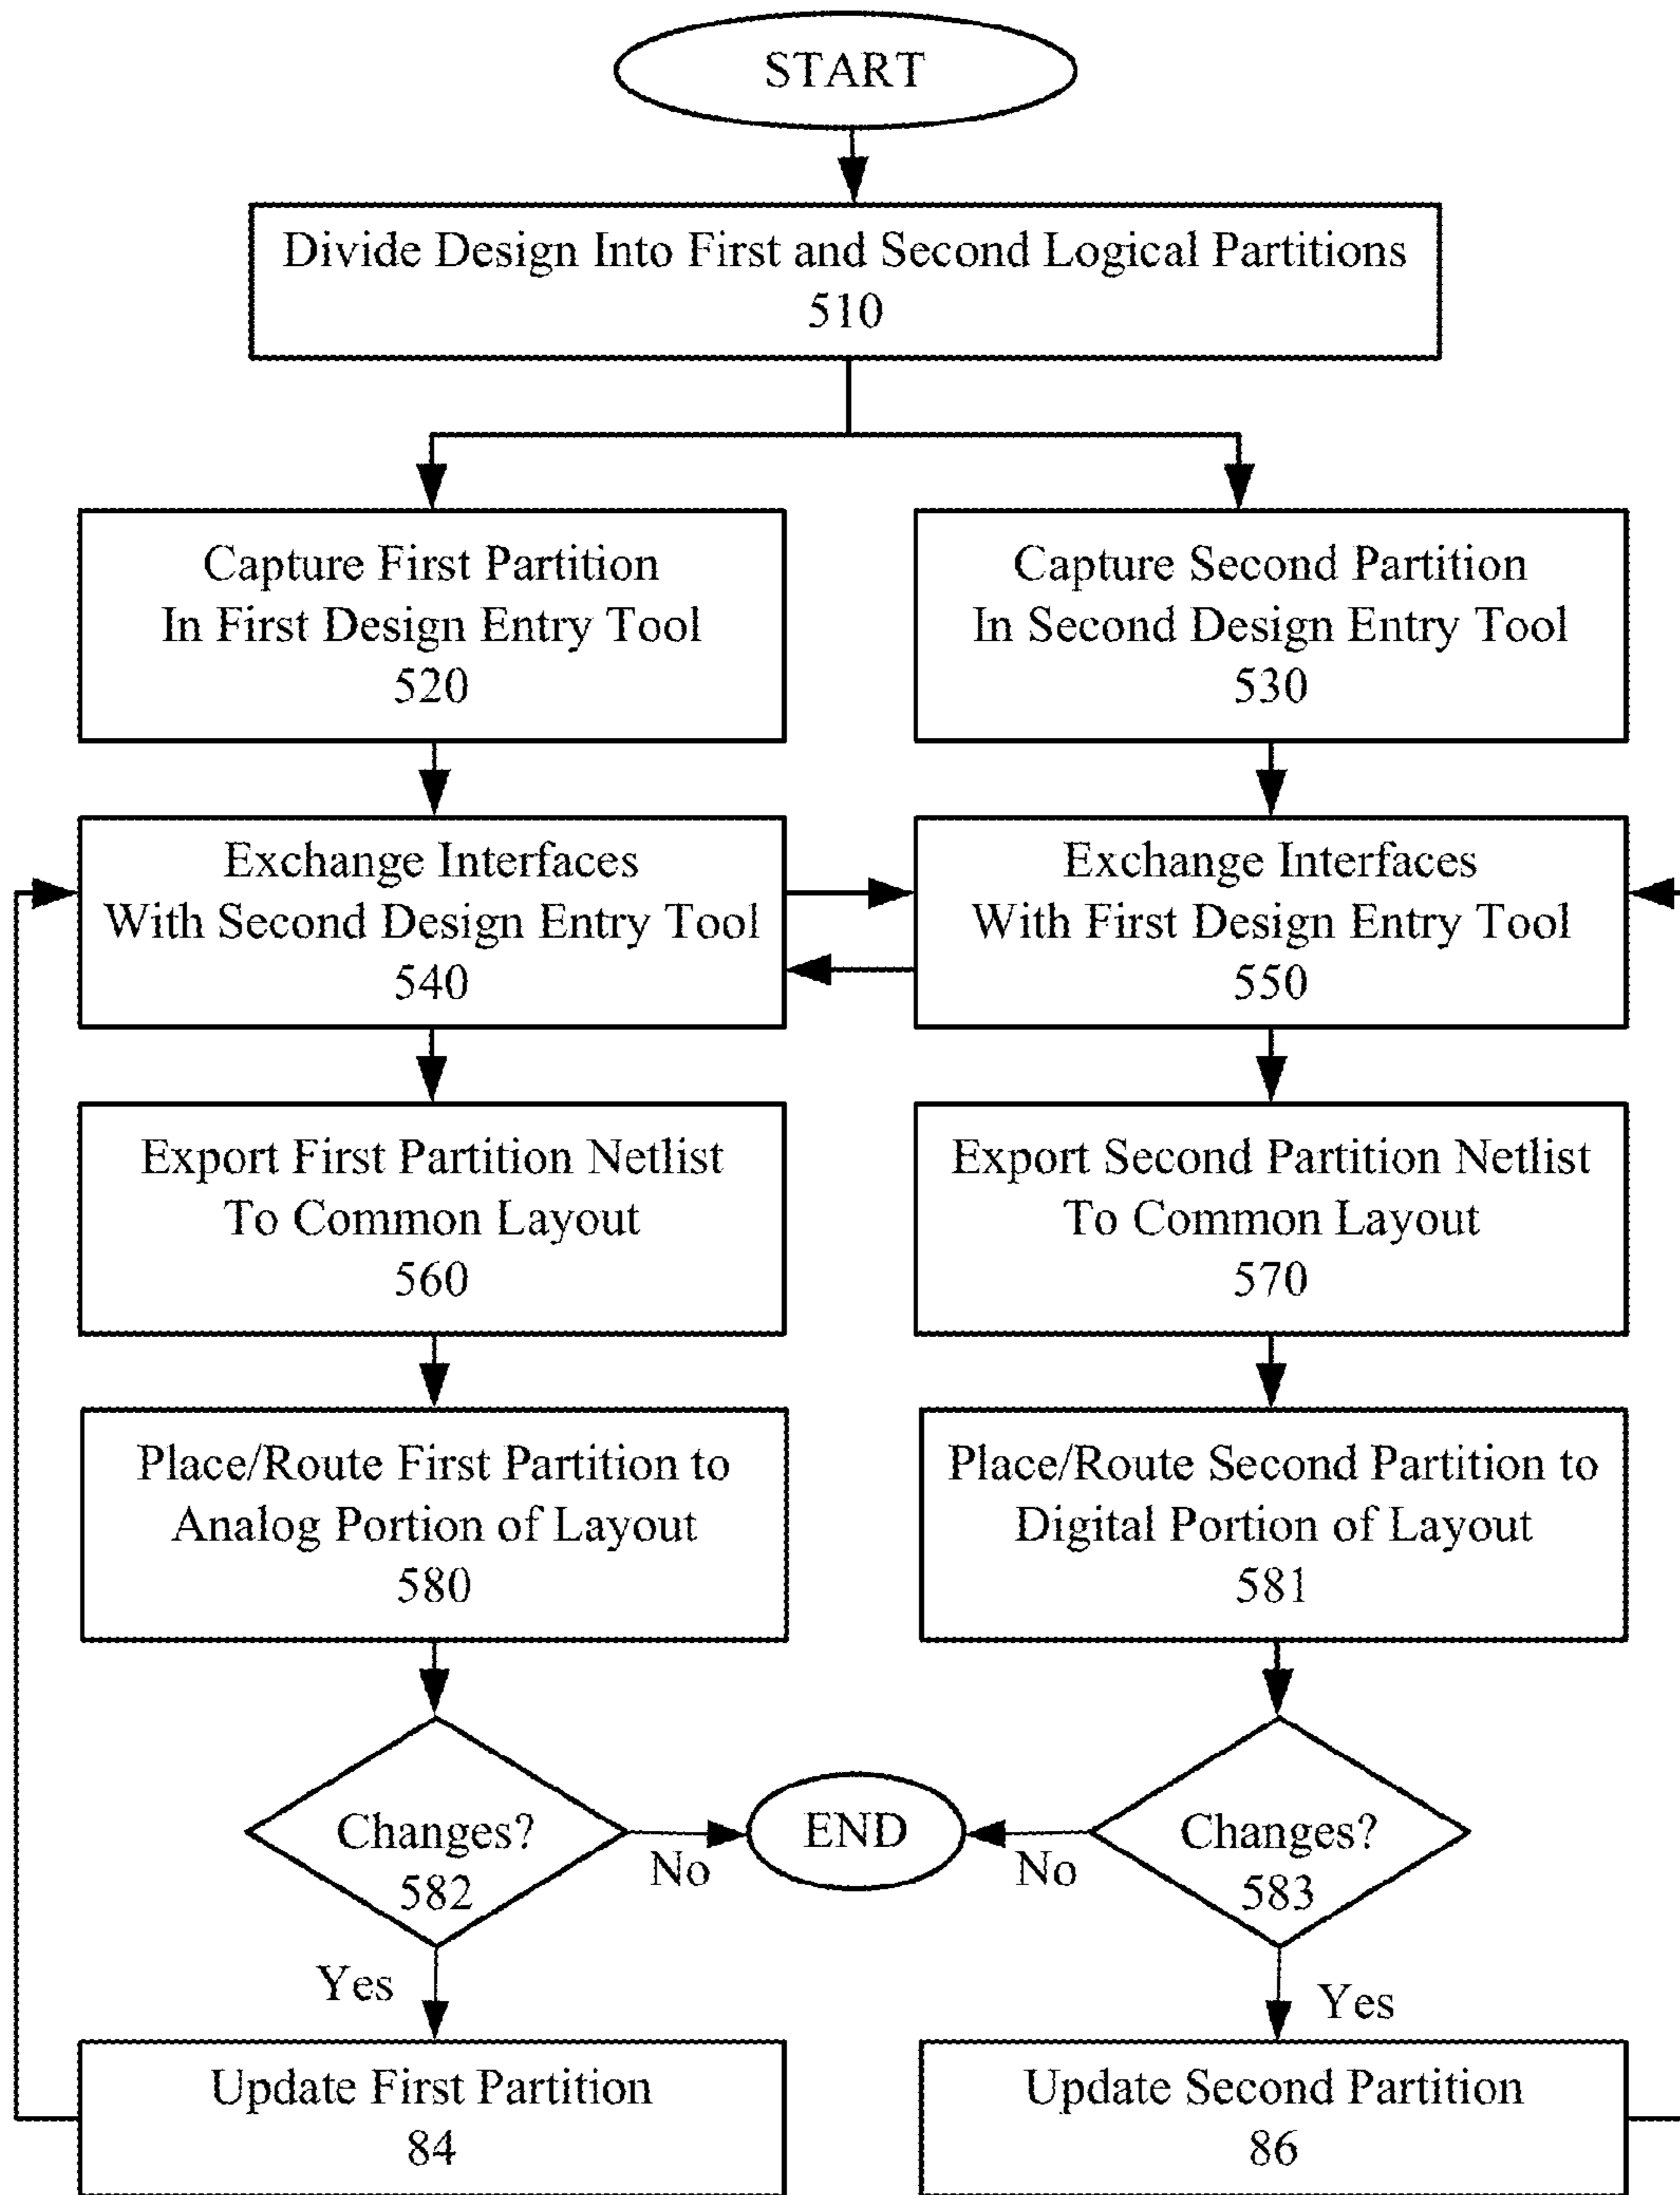 START
Divide Design Into First and Second Logical Partitions
510
Capture First Partition
In First Design Entry Tool
520
Capture Second Partition
In Second Design Entry Tool
530
Exchange Interfaces
With Second Design Entry Tool
540
Exchange Interfaces
With First Design Entry Tool
550
Export First Partition Netlist
To Common Layout
560
Export Second Partition Netlist
To Common Layout
570
Place/Route First Partition to
Analog Portion of Layout
580
Place/Route Second Partition to
Digital Portion of Layout
581
Changes?
582
No
END
No
Changes?
583
Yes
Yes
Update First Partition
84
Update Second Partition
86